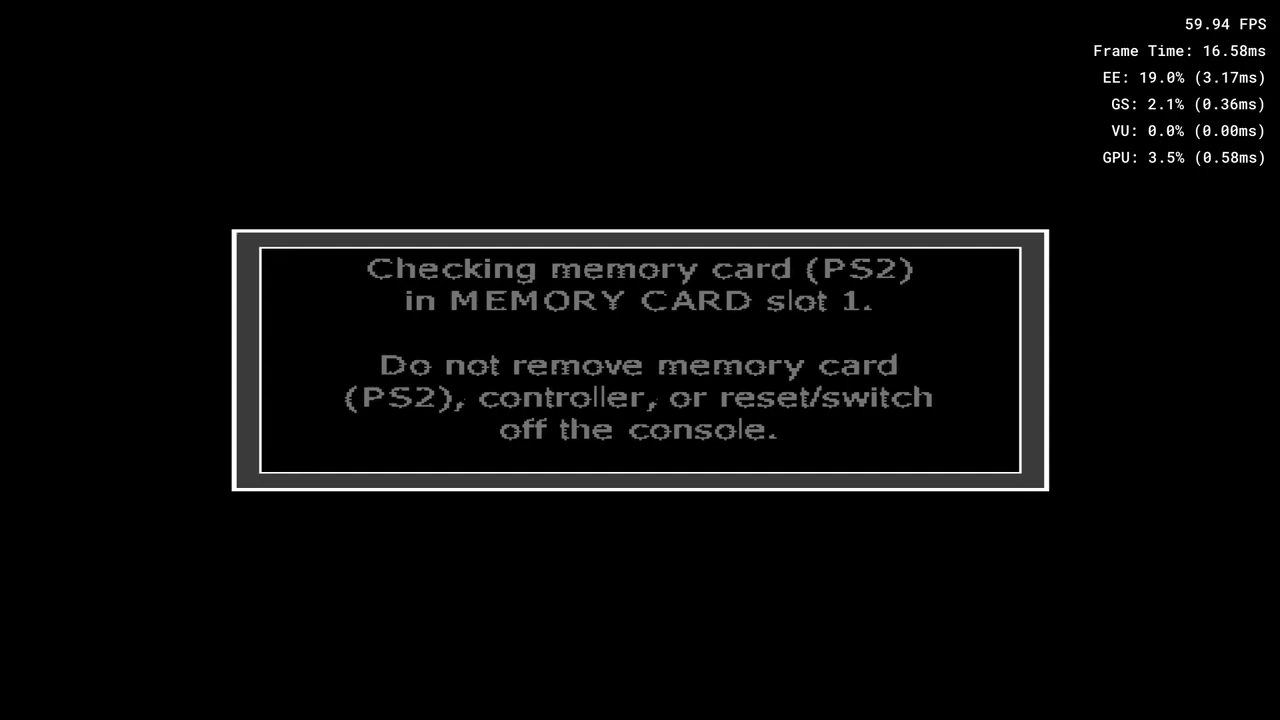 59.94 FPS
Frame Time: 16.58ms
EE: 19.0% (3.17ms)
GS: 2.1% (0.36ms)
VU: 0.0% (0.00ms)
GPU: 3.5% (0.58ms)
Checking memory card (PS2)
in MEMORY CARD slot 1.
Do not remove memory card
(PS2), controller, or reset/switch
off the console.